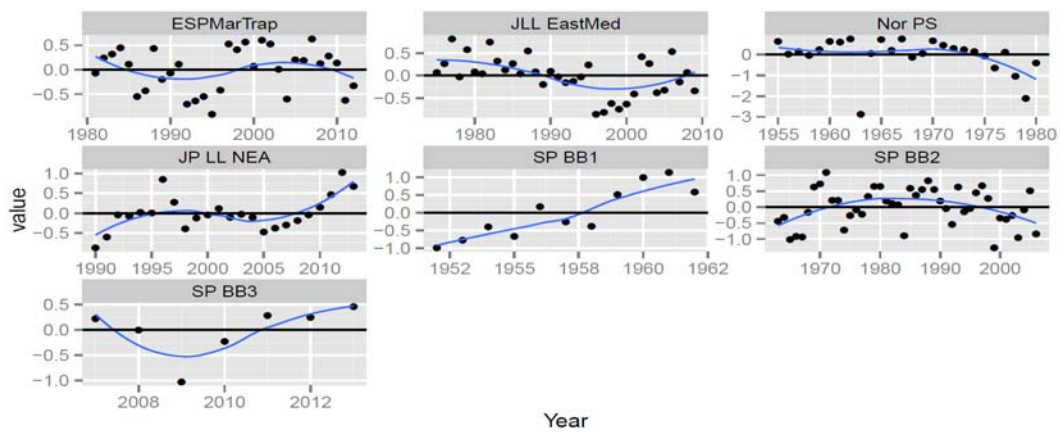 ESPMarTrap
JLL EastMed
Nor PS
0.5
0.0
−0.5
1980 1990 2000 2010
0.5
0.0
−0.5
1980 1990 2000 2010
0
−1
−2
−3
1955 1960 1965 1970 1975 1980
JP LL NEA
SP BB1
SP BB2
1.0
0.5
0.0
−0.5
1990 1995 2000 2005 2010
1.0
0.5
0.0
−0.5
−1.0
1952 1954 1956 1958 1960 1962
1.0
0.5
0.0
−0.5
−1.0
1970 1980 1990 2000
SP BB3
0.5
0.0
−0.5
−1.0
2008 2010 2012
value
Year